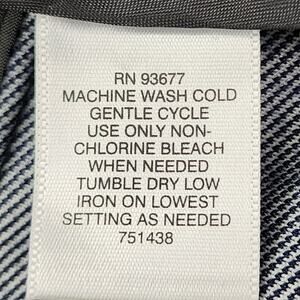 RN 93677
MACHINE WASH COLD
GENTLE CYCLE
USE ONLY NON-
CHLORINE BLEACH
WHEN NEEDED
TUMBLE DRY LOW
IRON ON LOWEST
SETTING AS NEEDED
751438